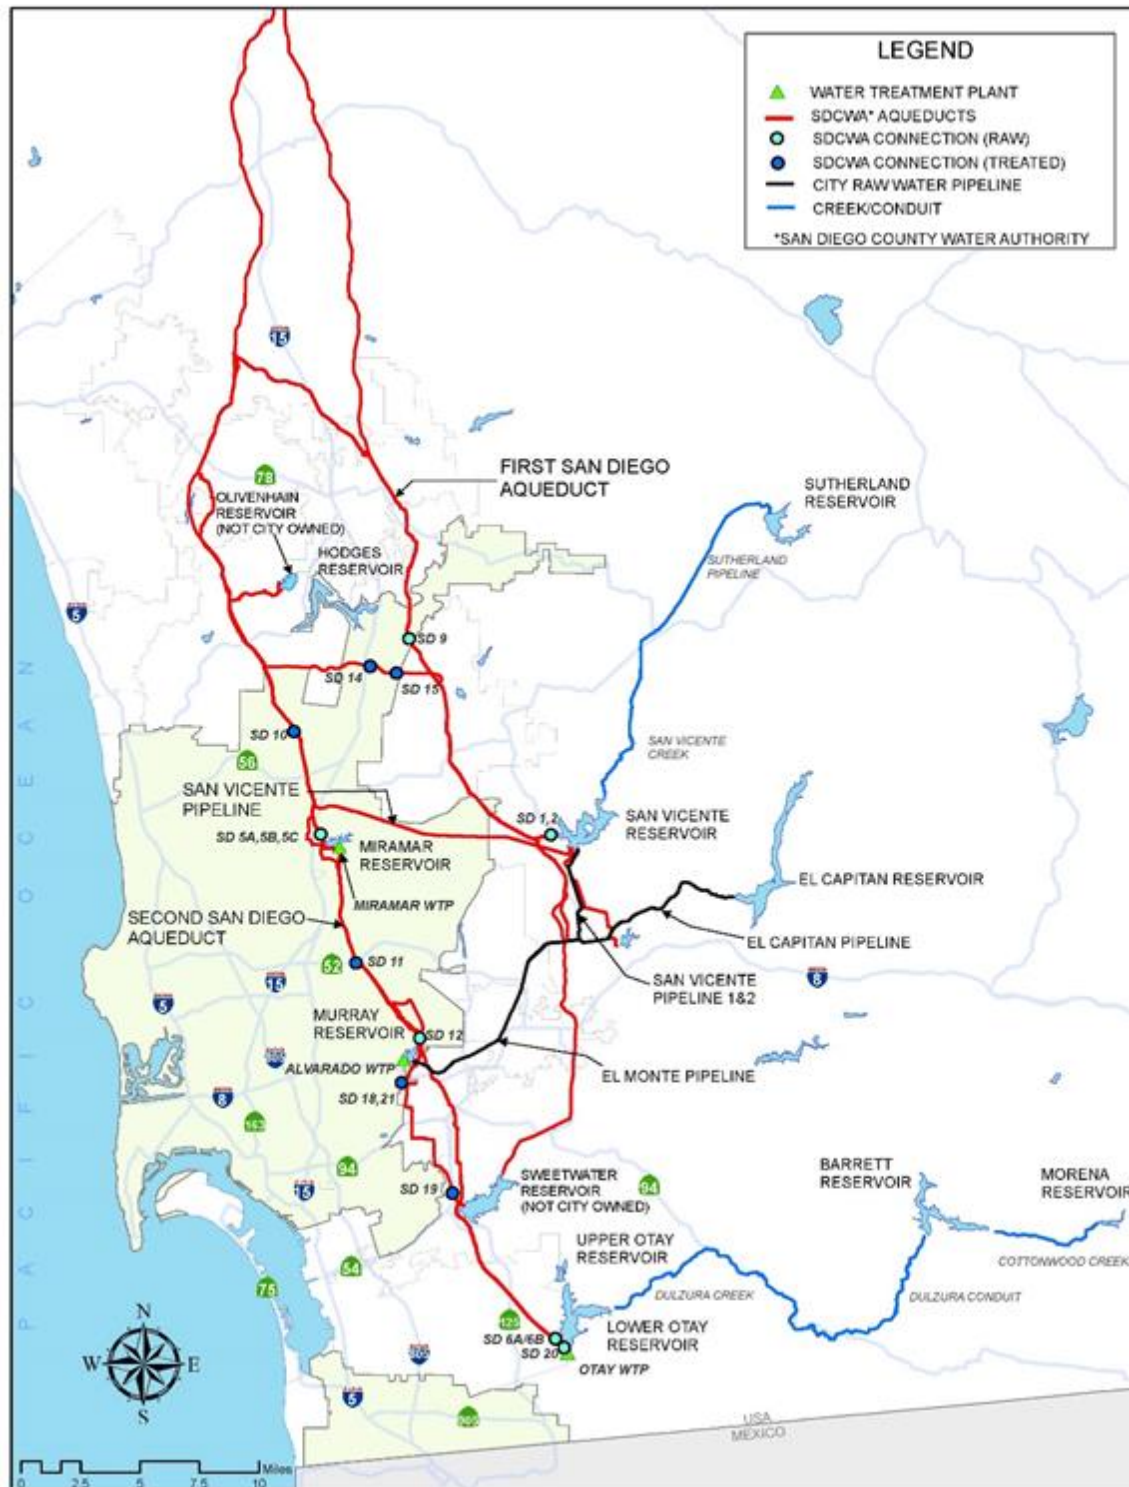 LEGEND
WATER TREATMENT PLANT
SDCWA* AQUEDUCTS
SDCWA CONNECTION (RAW)
SDCWA CONNECTION (TREATED)
CITY RAW WATER PIPELINE
CREEK/CONDUIT
*SAN DIEGO COUNTY WATER AUTHORITY
15
FIRST SAN DIEGO
AQUEDUCT
78
OLIVENHAIN
RESERVOIR
(NOT CITY OWNED)
SUTHERLAND
RESERVOIR
HODGES
RESERVOIR
SUTHERLAND
PIPELINE
5
SD 9
SD 14
SD 15
SD 10
56
SAN VICENTE
CREEK
SAN VICENTE
PIPELINE
SD 5A,5B,5C
SD 1,2
SAN VICENTE
RESERVOIR
MIRAMAR
RESERVOIR
MIRAMAR WTP
EL CAPITAN RESERVOIR
SECOND SAN DIEGO
AQUEDUCT
EL CAPITAN PIPELINE
52
SD 11
15
8
SAN VICENTE
PIPELINE 1&2
5
MURRAY
RESERVOIR
SD 12
ALVARADO WTP
EL MONTE PIPELINE
SD 18,21
8
163
94
15
SD 19
SWEETWATER
RESERVOIR
(NOT CITY OWNED)
94
BARRETT
RESERVOIR
MORENA
RESERVOIR
UPPER OTAY
RESERVOIR
COTTONWOOD CREEK
54
75
DULZURA CREEK
DULZURA CONDUIT
125
SD 6A/6B
SD 20
LOWER OTAY
RESERVOIR
OTAY WTP
805
5
905
PACIFIC OCEAN
N
W E
S
USA
MEXICO
Miles
0 2.5 5 7.5 10